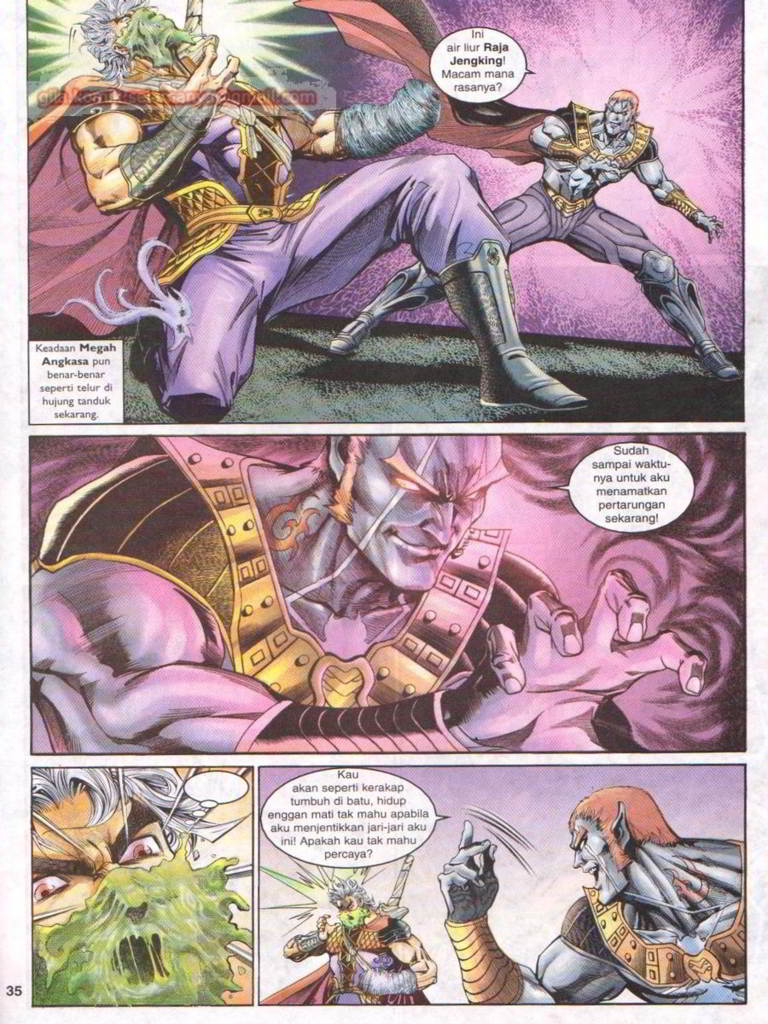 Ini
air liur Raja
Jengking!
Macam mana
rasanya?
Keadaan Megah
Angkasa pun
benar-benar
seperti telur di
hujung tanduk
sekarang.
Sudah
sampai waktu-
nya untuk aku
menamatkan
pertarungan
sekarang!
Kau
akan seperti kerakap
tumbuh di batu, hidup
enggan mati tak mahu apabila
aku menjentikkan jari-jari aku
ini! Apakah kau tak mahu
percaya?
35